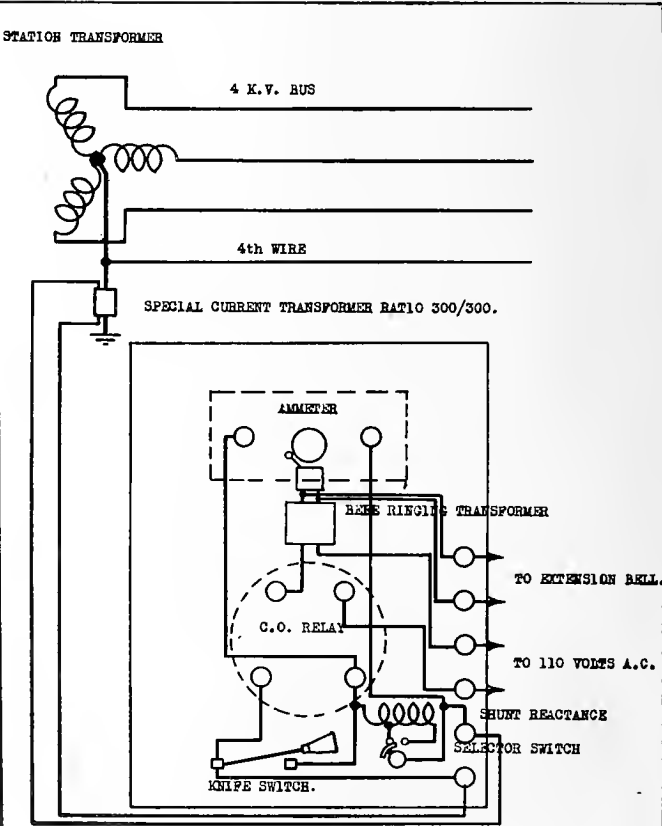 STATION TRANSFORMER
4 K.V. BUS
4th WIRE
SPECIAL CURRENT TRANSFORMER RATIO 300/300.
AMMETER
RINGING TRANSFORMER
TO EXTENSION BELL.
C.O. RELAY
TO 110 VOLTS A.C.
SHUNT REACTANCE
SELECTOR SWITCH
KNIFE SWITCH.